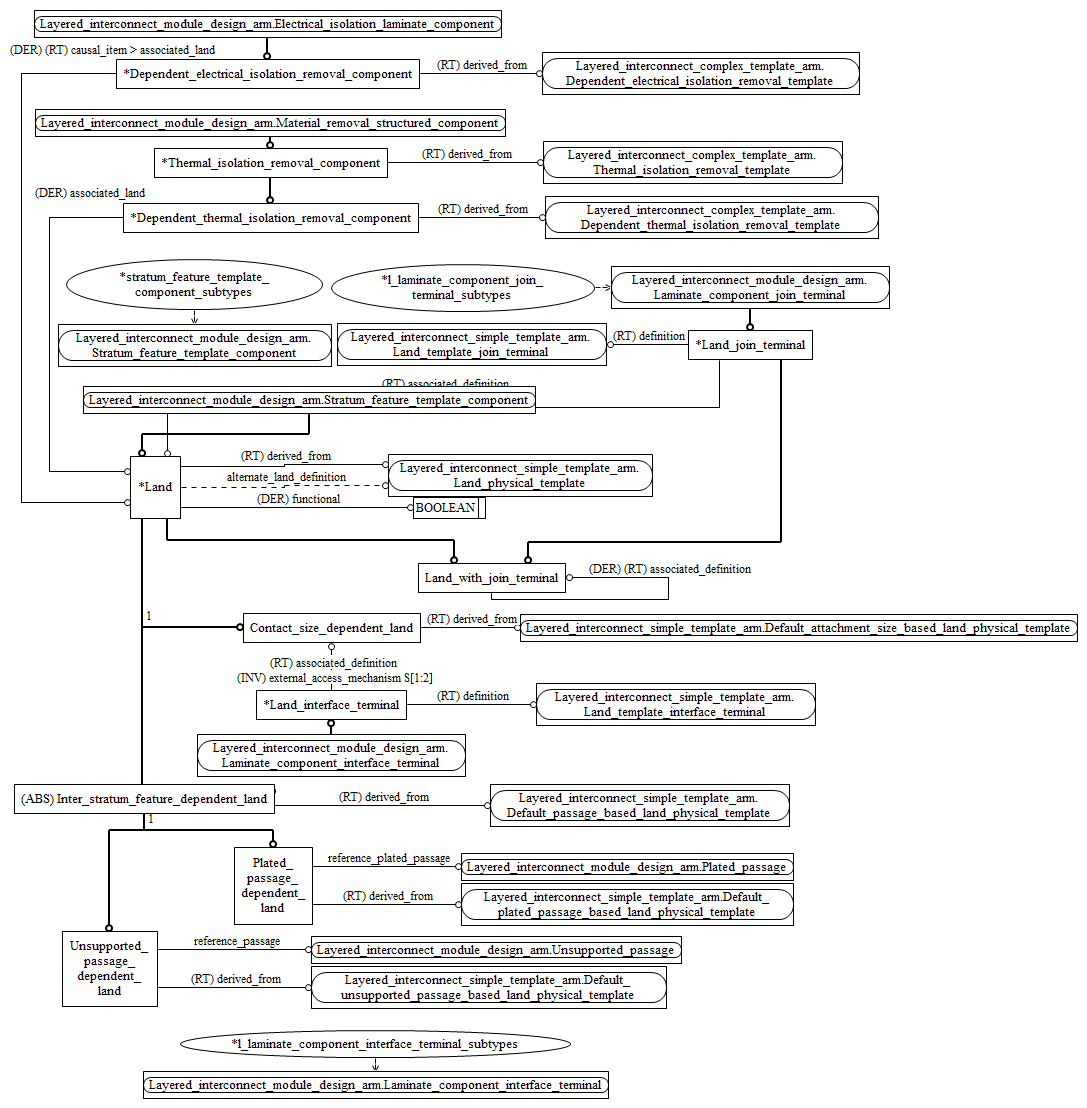 Layered_interconnect_module_design_arm.Electrical_isolation_laminate_component
(DER) (RT) causal_item > associated_land
*Dependent_electrical_isolation_removal_component
(RT) derived_from
Layered_interconnect_complex_template_arm.
Dependent_electrical_isolation_removal_template
Layered_interconnect_module_design_arm.Material_removal_structured_component
*Thermal_isolation_removal_component
(RT) derived_from
Layered_interconnect_complex_template_arm.
Thermal_isolation_removal_template
(DER) associated_land
*Dependent_thermal_isolation_removal_component
(RT) derived_from
Layered_interconnect_complex_template_arm.
Dependent_thermal_isolation_removal_template
*stratum_feature_template_
component_subtypes
*l_laminate_component_join_
terminal_subtypes
Layered_interconnect_module_design_arm.
Laminate_component_join_terminal
Layered_interconnect_module_design_arm.
Stratum_feature_template_component
Layered_interconnect_simple_template_arm.
Land_template_join_terminal
(RT) definition
*Land_join_terminal
(RT) associated_definition
Layered_interconnect_module_design_arm.Stratum_feature_template_component
*Land
(RT) derived_from
alternate_land_definition
(DER) functional
Layered_interconnect_simple_template_arm.
Land_physical_template
BOOLEAN
Land_with_join_terminal
(DER) (RT) associated_definition
1
Contact_size_dependent_land
(RT) derived_from
Layered_interconnect_simple_template_arm.Default_attachment_size_based_land_physical_template
(RT) associated_definition
(INV) external_access_mechanism S[1:2]
*Land_interface_terminal
(RT) definition
Layered_interconnect_simple_template_arm.
Land_template_interface_terminal
Layered_interconnect_module_design_arm.
Laminate_component_interface_terminal
(ABS) Inter_stratum_feature_dependent_land
(RT) derived_from
Layered_interconnect_simple_template_arm.
Default_passage_based_land_physical_template
1
Plated_
passage_
dependent_
land
reference_plated_passage
Layered_interconnect_module_design_arm.Plated_passage
(RT) derived_from
Layered_interconnect_simple_template_arm.Default_
plated_passage_based_land_physical_template
Unsupported_
passage_
dependent_
land
reference_passage
Layered_interconnect_module_design_arm.Unsupported_passage
(RT) derived_from
Layered_interconnect_simple_template_arm.Default_
unsupported_passage_based_land_physical_template
*l_laminate_component_interface_terminal_subtypes
Layered_interconnect_module_design_arm.Laminate_component_interface_terminal